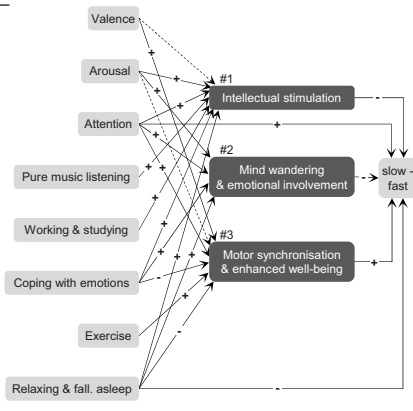 Valence
Arousal
Attention
Pure music listening
Working & studying
Coping with emotions
Exercise
Relaxing & fall. asleep
#1
Intellectual stimulation
#2
Mind wandering
& emotional involvement
#3
Motor synchronisation
& enhanced well-being
slow -
fast
+
+
+
+
+
+
+
+
+
+
+
+
+
-
+
-
-
+
-
+
-